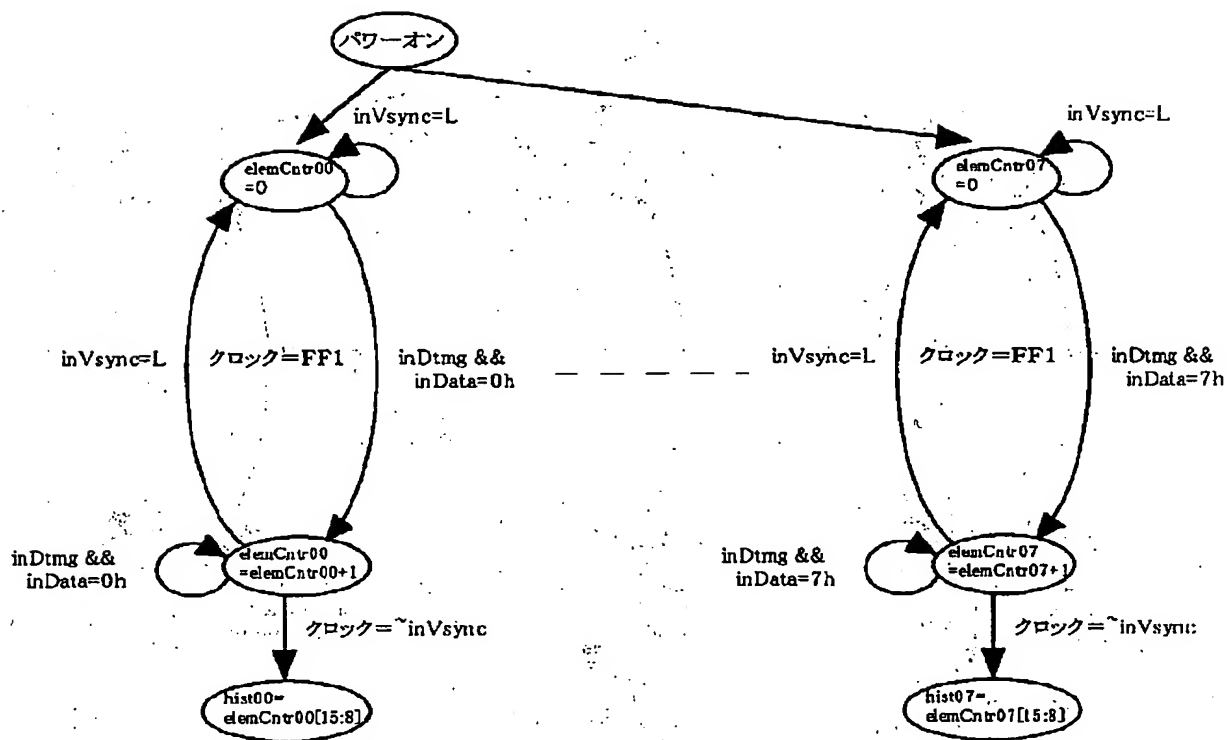 パワーオン
inVsync=L
inVsync=L
elemCntr00
=0
elemCntr07
=0
inVsync=L
クロック=FF1
inDtmg &&
inData=0h
inVsync=L
クロック=FF1
inDtmg &&
inData=7h
inDtmg &&
inData=0h
elemCntr00
=elemCntr00+1
inDtmg &&
inData=7h
elemCntr07
=elemCntr07+1
クロック=~inVsync
クロック=~inVsync
hist00=
elemCntr00[15:8]
hist07=
elemCntr07[15:8]